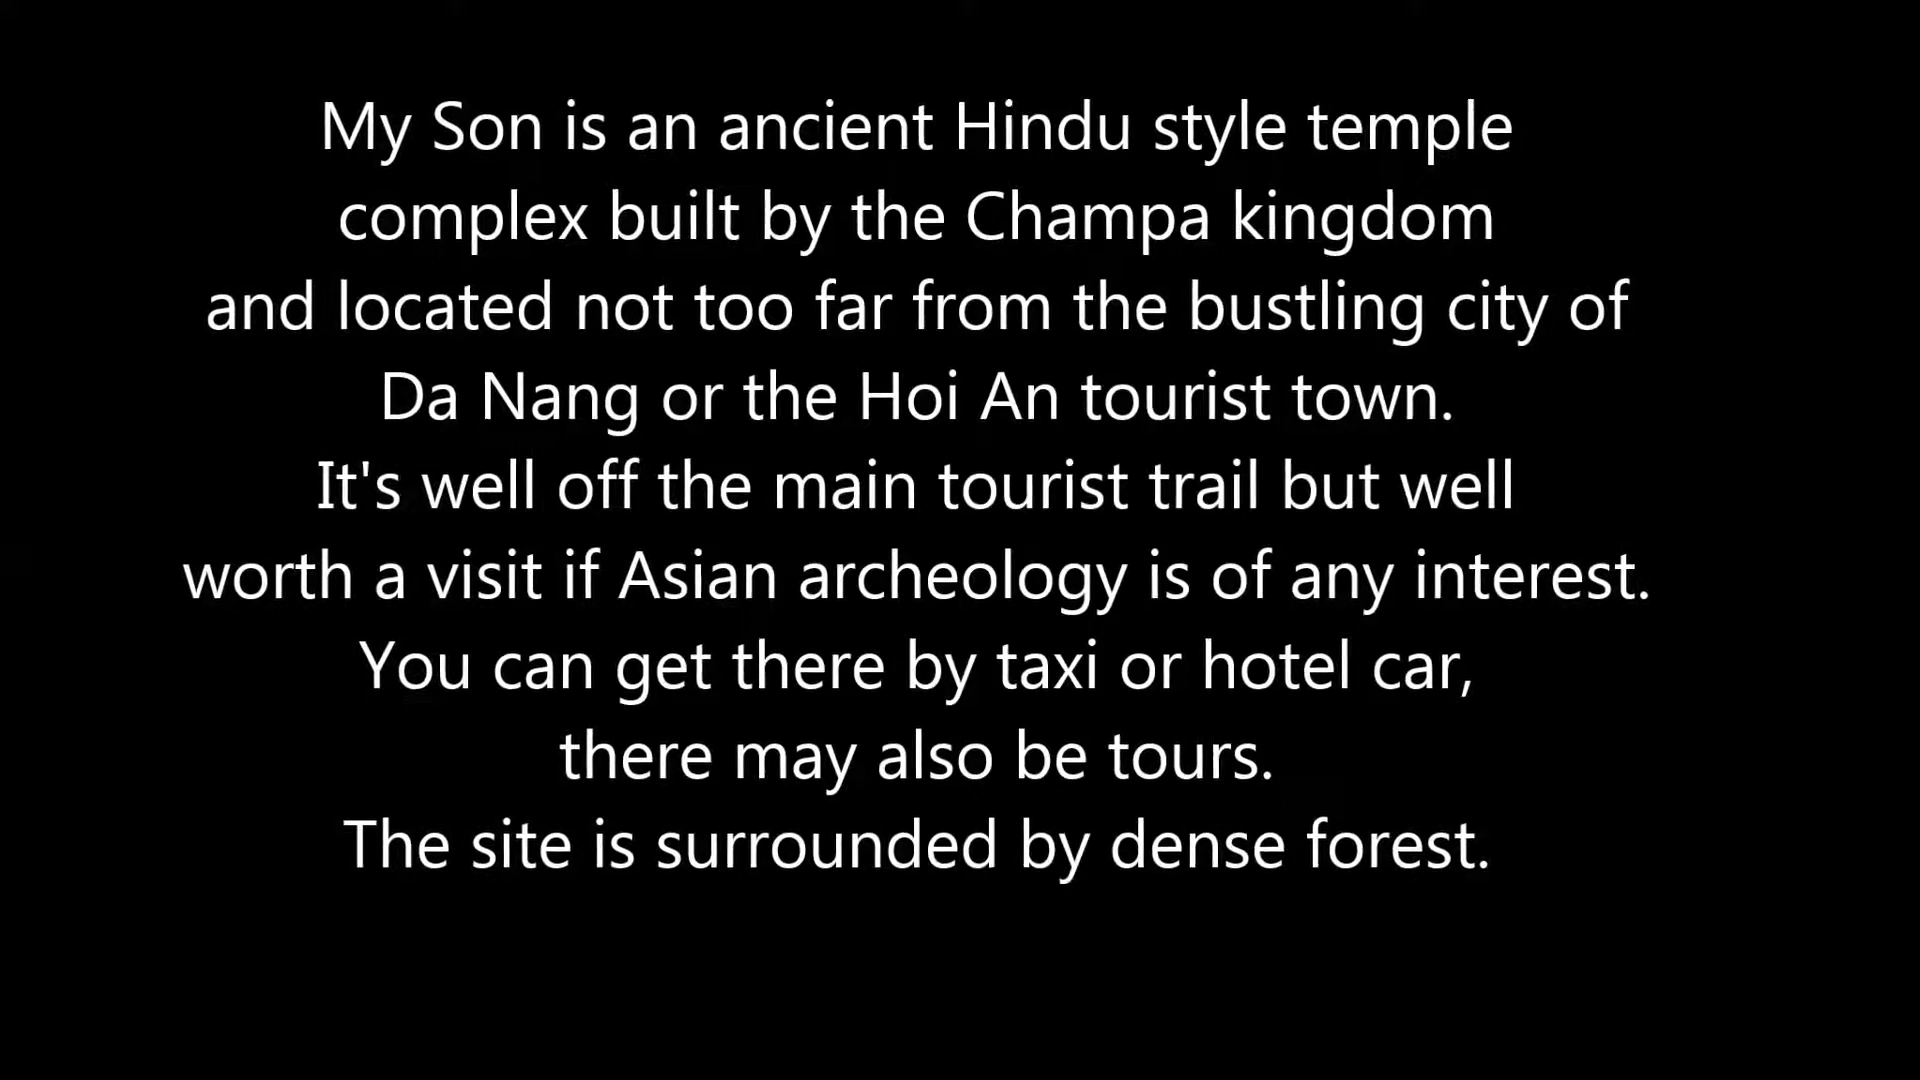 My Son is an ancient Hindu style temple
complex built by the Champa kingdom
and located not too far from the bustling city of
Da Nang or the Hoi An tourist town.
It's well off the main tourist trail but well
worth a visit if Asian archeology is of any interest.
You can get there by taxi or hotel car,
there may also be tours.
The site is surrounded by dense forest.